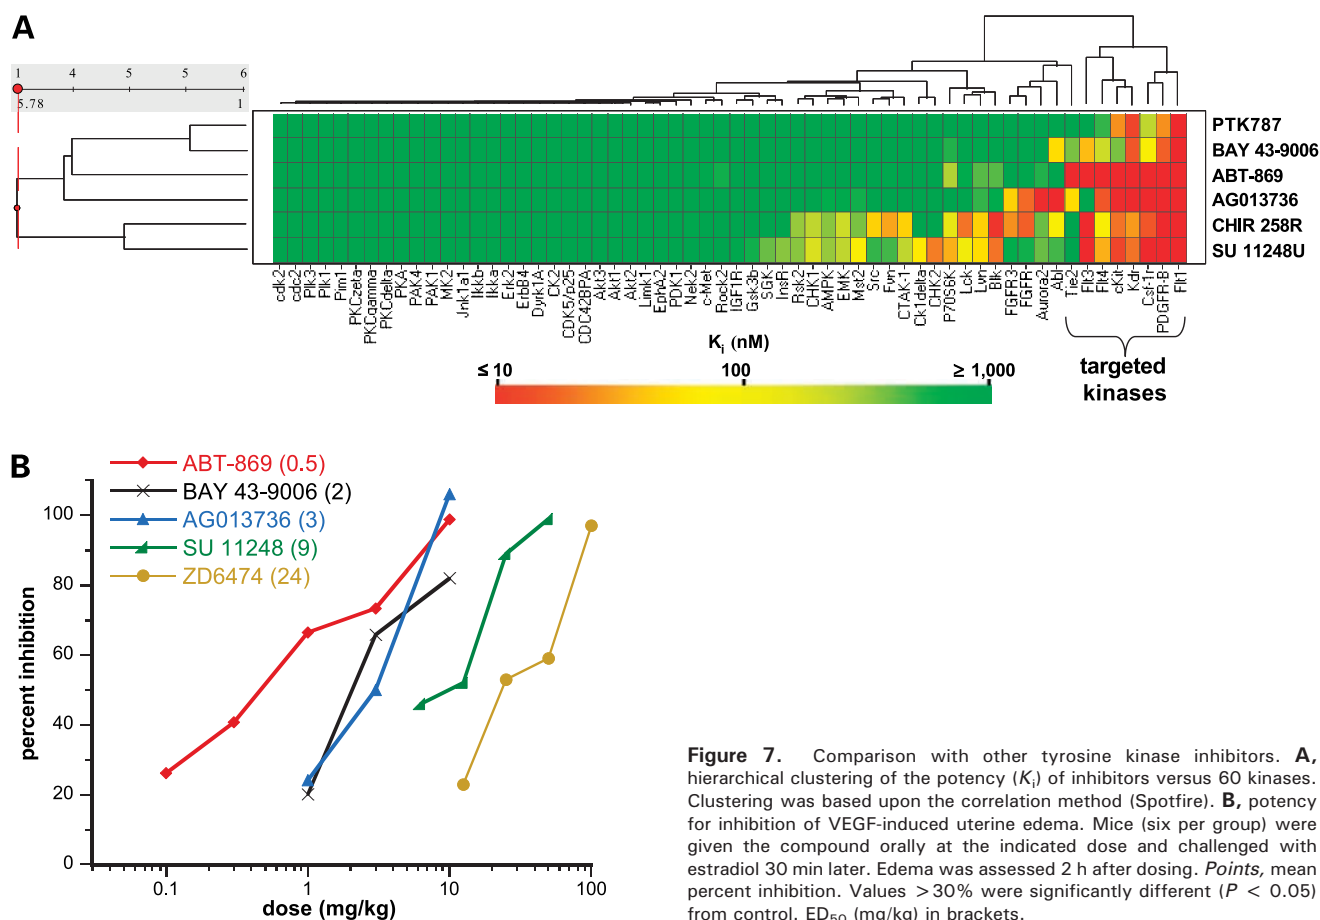 A
1 4 5 5 6
5.78 1
PTK787
BAY 43-9006
ABT-869
AG013736
CHIR 258R
SU 11248U
cdk2
cdc2
Plk3
Plk1
Pim1
PKCzeta
PKCgamma
PKCdelta
PKA
PAK4
PAK1
MK2
Jnk1a1
Ikkb
Ikka
Erk2
ErbB4
Dyrk1A
CK2
CDK5/p25
CDC42BPA
Akt3
Akt1
Akt2
Limk1
EphA2
PDK1
Nek2
c-Met
Rock2
IGF1R
Gsk3b
SGK
InsR
Rsk2
CHK1
AMPK
EMK
Mst2
Src
Fyn
CTAK-1
Ck1delta
CHK2
P70S6K
Lck
Lyn
Blk
FGFR3
FGFR
Aurora2
Abl
Tie2
Flt3
Flt4
cKit
Kdr
Csf-1r
PDGFR-B
Flt1
Ki (nM)
≤ 10 100 ≥ 1,000
targeted
kinases
B
ABT-869 (0.5)
BAY 43-9006 (2)
AG013736 (3)
SU 11248 (9)
ZD6474 (24)
percent inhibition
100
80
60
40
20
0
0.1 1 10 100
dose (mg/kg)
Figure 7. Comparison with other tyrosine kinase inhibitors. A,
hierarchical clustering of the potency (Ki) of inhibitors versus 60 kinases.
Clustering was based upon the correlation method (Spotfire). B, potency
for inhibition of VEGF-induced uterine edema. Mice (six per group) were
given the compound orally at the indicated dose and challenged with
estradiol 30 min later. Edema was assessed 2 h after dosing. Points, mean
percent inhibition. Values >30% were significantly different (P < 0.05)
from control. ED50 (mg/kg) in brackets.